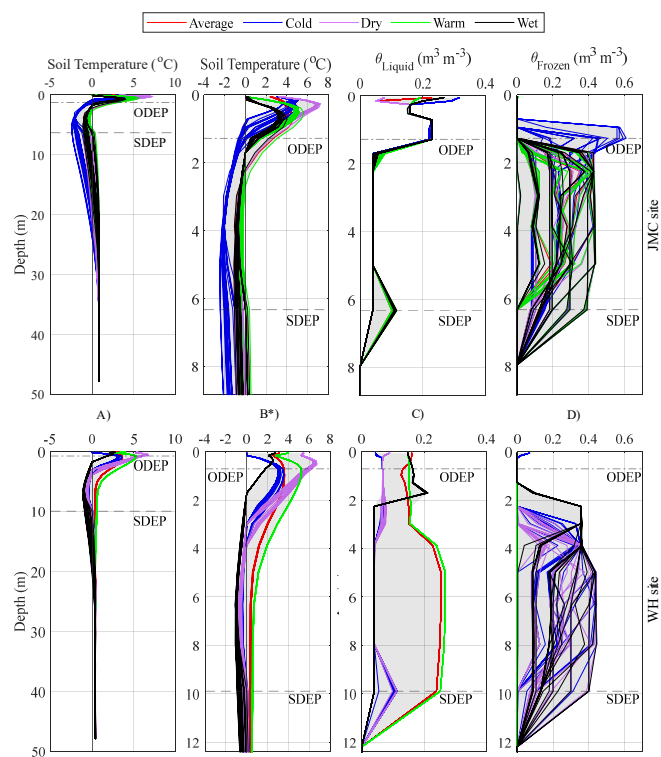 Average Cold Dry Warm Wet
Soil Temperature (°C) Soil Temperature (°C) θLiquid (m³ m-³) θFrozen (m³ m-³)
-5 0 5 10 -4 -2 0 2 4 6 8 0 0.2 0.4 0 0.2 0.4 0.6
0 10 20 30 40 50
Depth (m)
ODEP
SDEP
0 2 4 6 8
ODEP
SDEP
0 2 4 6 8
ODEP
SDEP
0 2 4 6 8
ODEP
SDEP
JMC site
A) B*) C) D)
-5 0 5 10 -4 -2 0 2 4 6 8 0 0.2 0.4 0 0.2 0.4 0.6
0 10 20 30 40 50
Depth (m)
ODEP
SDEP
0 2 4 6 8 10 12
ODEP
SDEP
0 2 4 6 8 10 12
ODEP
SDEP
0 2 4 6 8 10 12
ODEP
SDEP
WH site